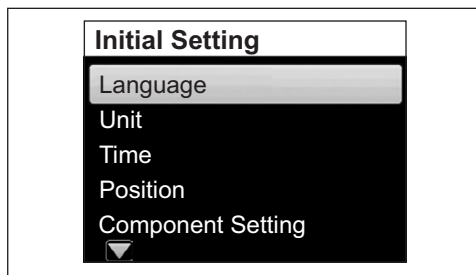 Initial Setting
Language
Unit
Time
Position
Component Setting